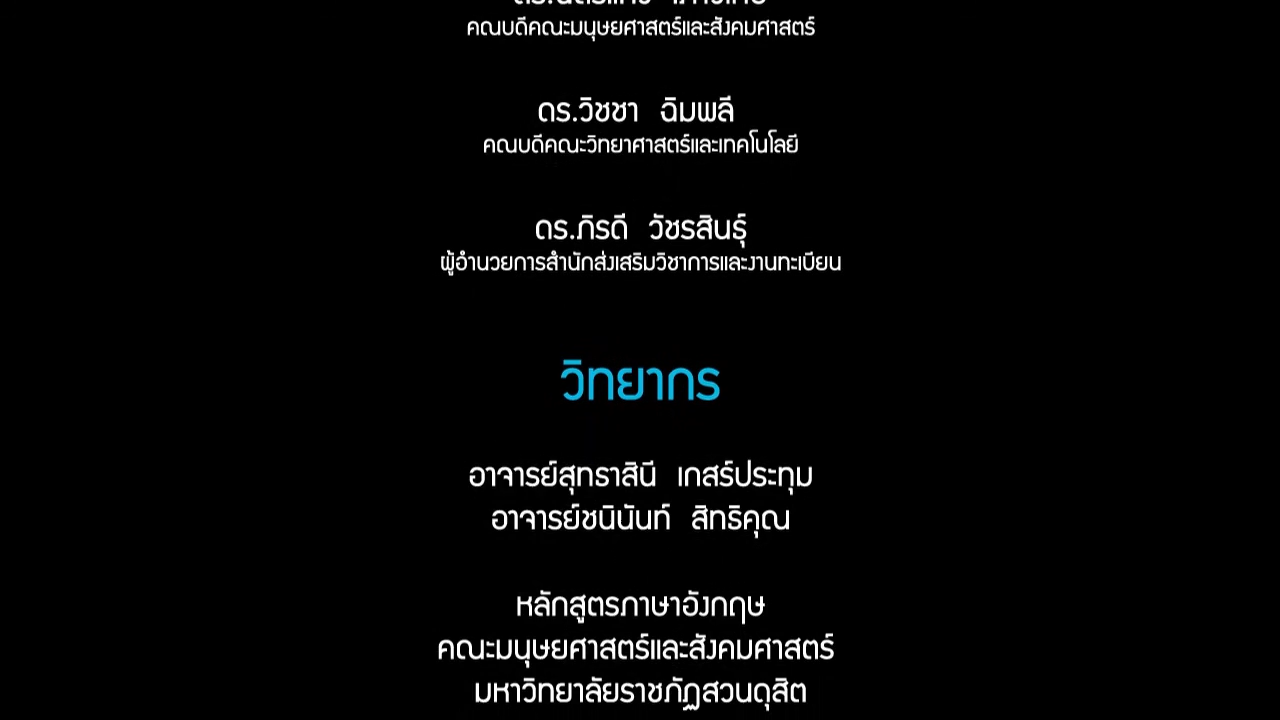 คณบดีคณะมนุษยศาสตร์และสังคมศาสตร์
ดร.วิชชา ฉิมพลี
คณบดีคณะวิทยาศาสตร์และเทคโนโลยี
ดร.ภิรดี วัชรสินธุ์
ผู้อำนวยการสำนักส่งเสริมวิชาการและงานทะเบียน
วิทยากร
อาจารย์สุทธาสินี เกสร์ประทุม
อาจารย์ชนินันท์ สิทธิคุณ
หลักสูตรภาษาอังกฤษ
คณะมนุษยศาสตร์และสังคมศาสตร์
มหาวิทยาลัยราชภัฏสวนดุสิต